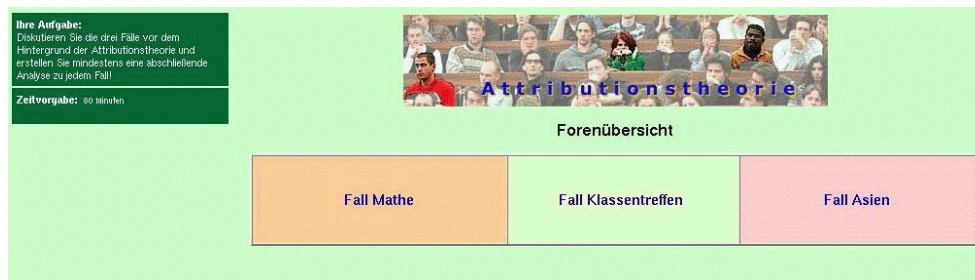 Ihre Aufgabe:
Diskutieren Sie die drei Fälle vor dem
Hintergrund der Attributionstheorie und
erstellen Sie mindestens eine abschließende
Analyse zu jedem Fall!
Zeitvorgabe: 80 Minuten
Attributionstheorie
Forenübersicht
Fall Mathe
Fall Klassentreffen
Fall Asien